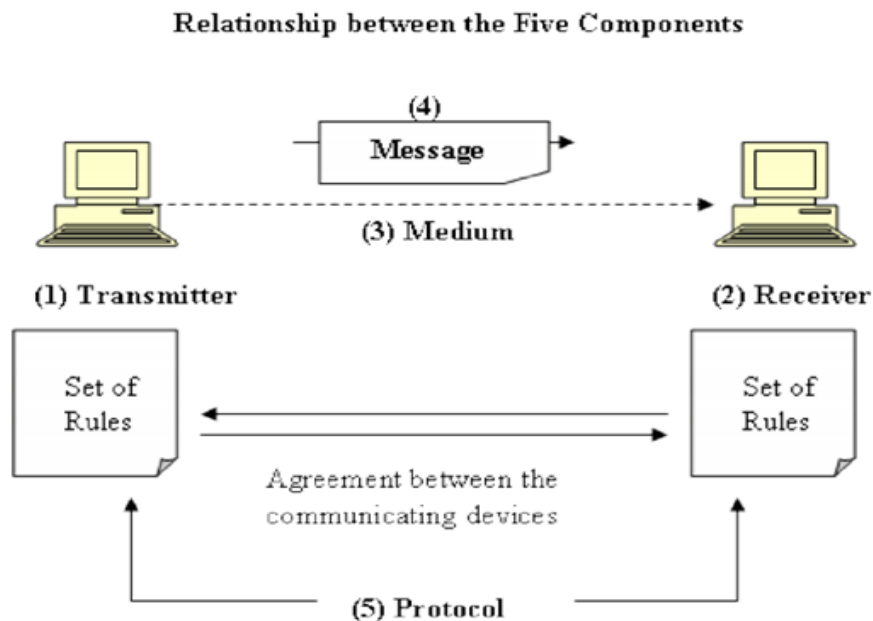 Relationship between the Five Components
(4)
Message
(3) Medium
(1) Transmitter
(2) Receiver
Set of
Rules
Set of
Rules
Agreement between the
communicating devices
(5) Protocol